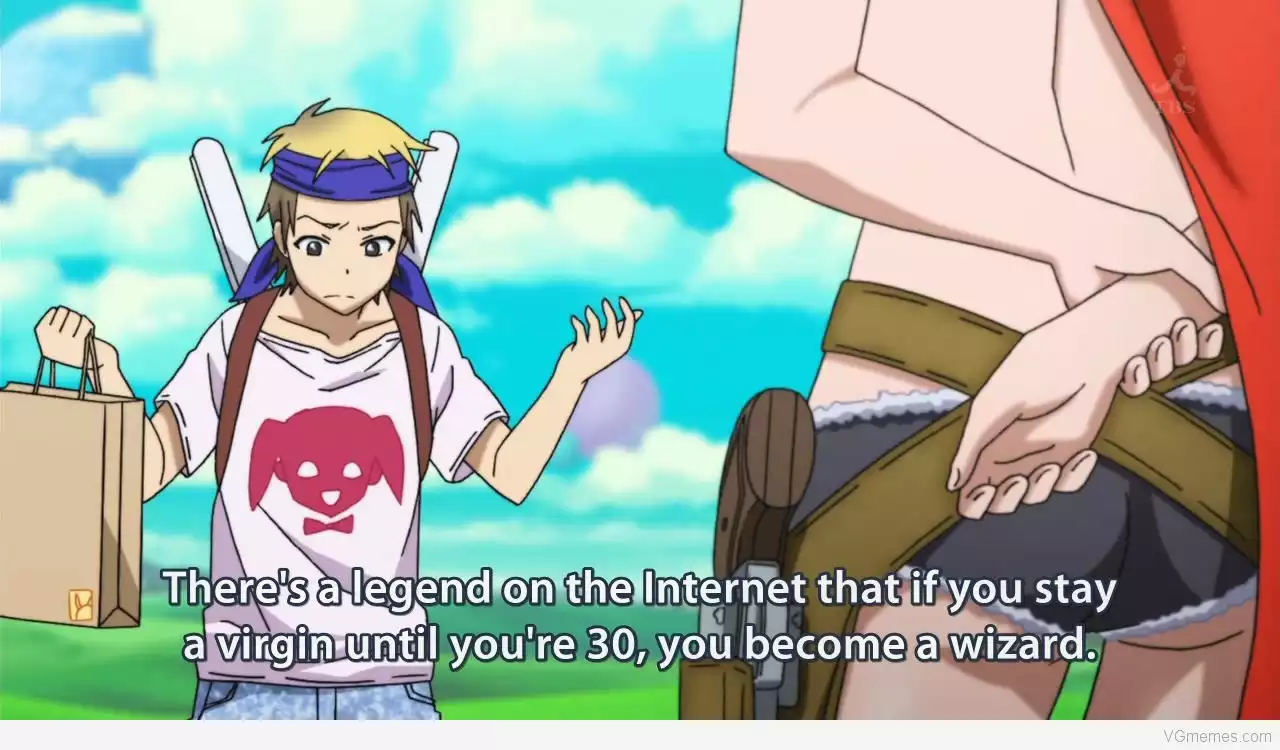 TBS
There's a legend on the Internet that if you stay
a virgin until you're 30, you become a wizard.
VGmemes.com